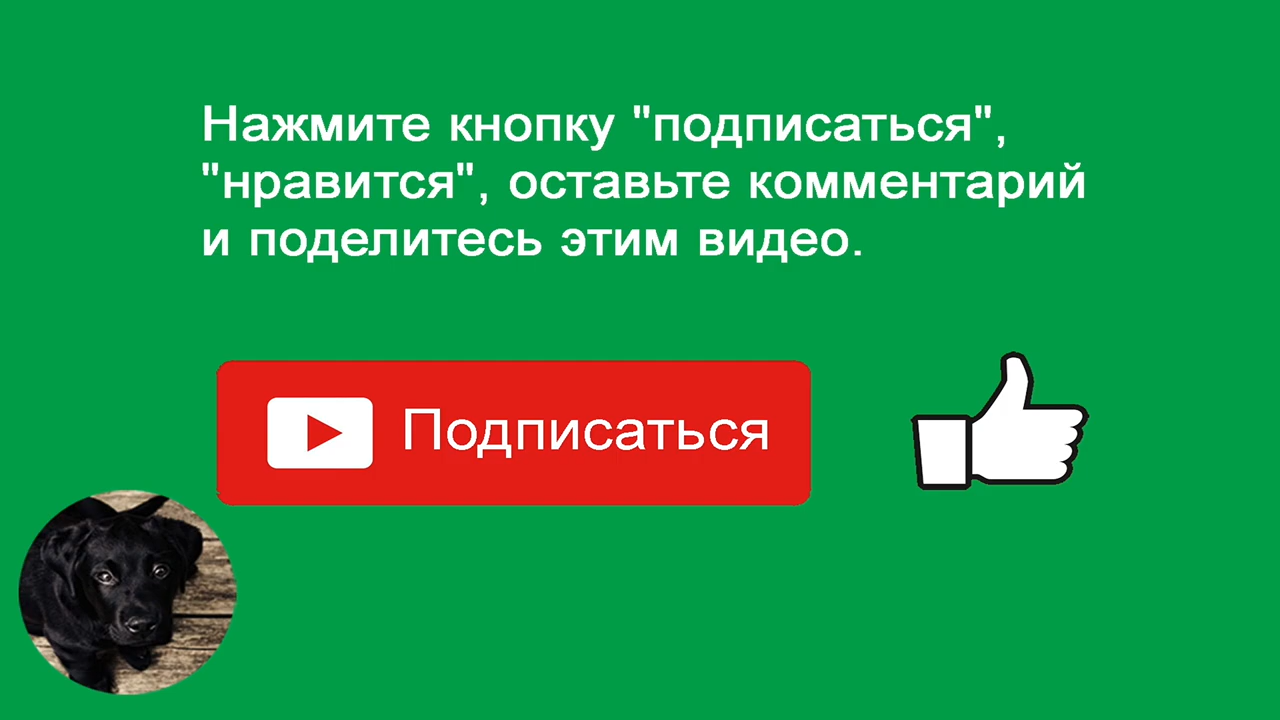 Нажмите кнопку "подписаться",
"нравится", оставьте комментарий
и поделитесь этим видео.
Подписаться